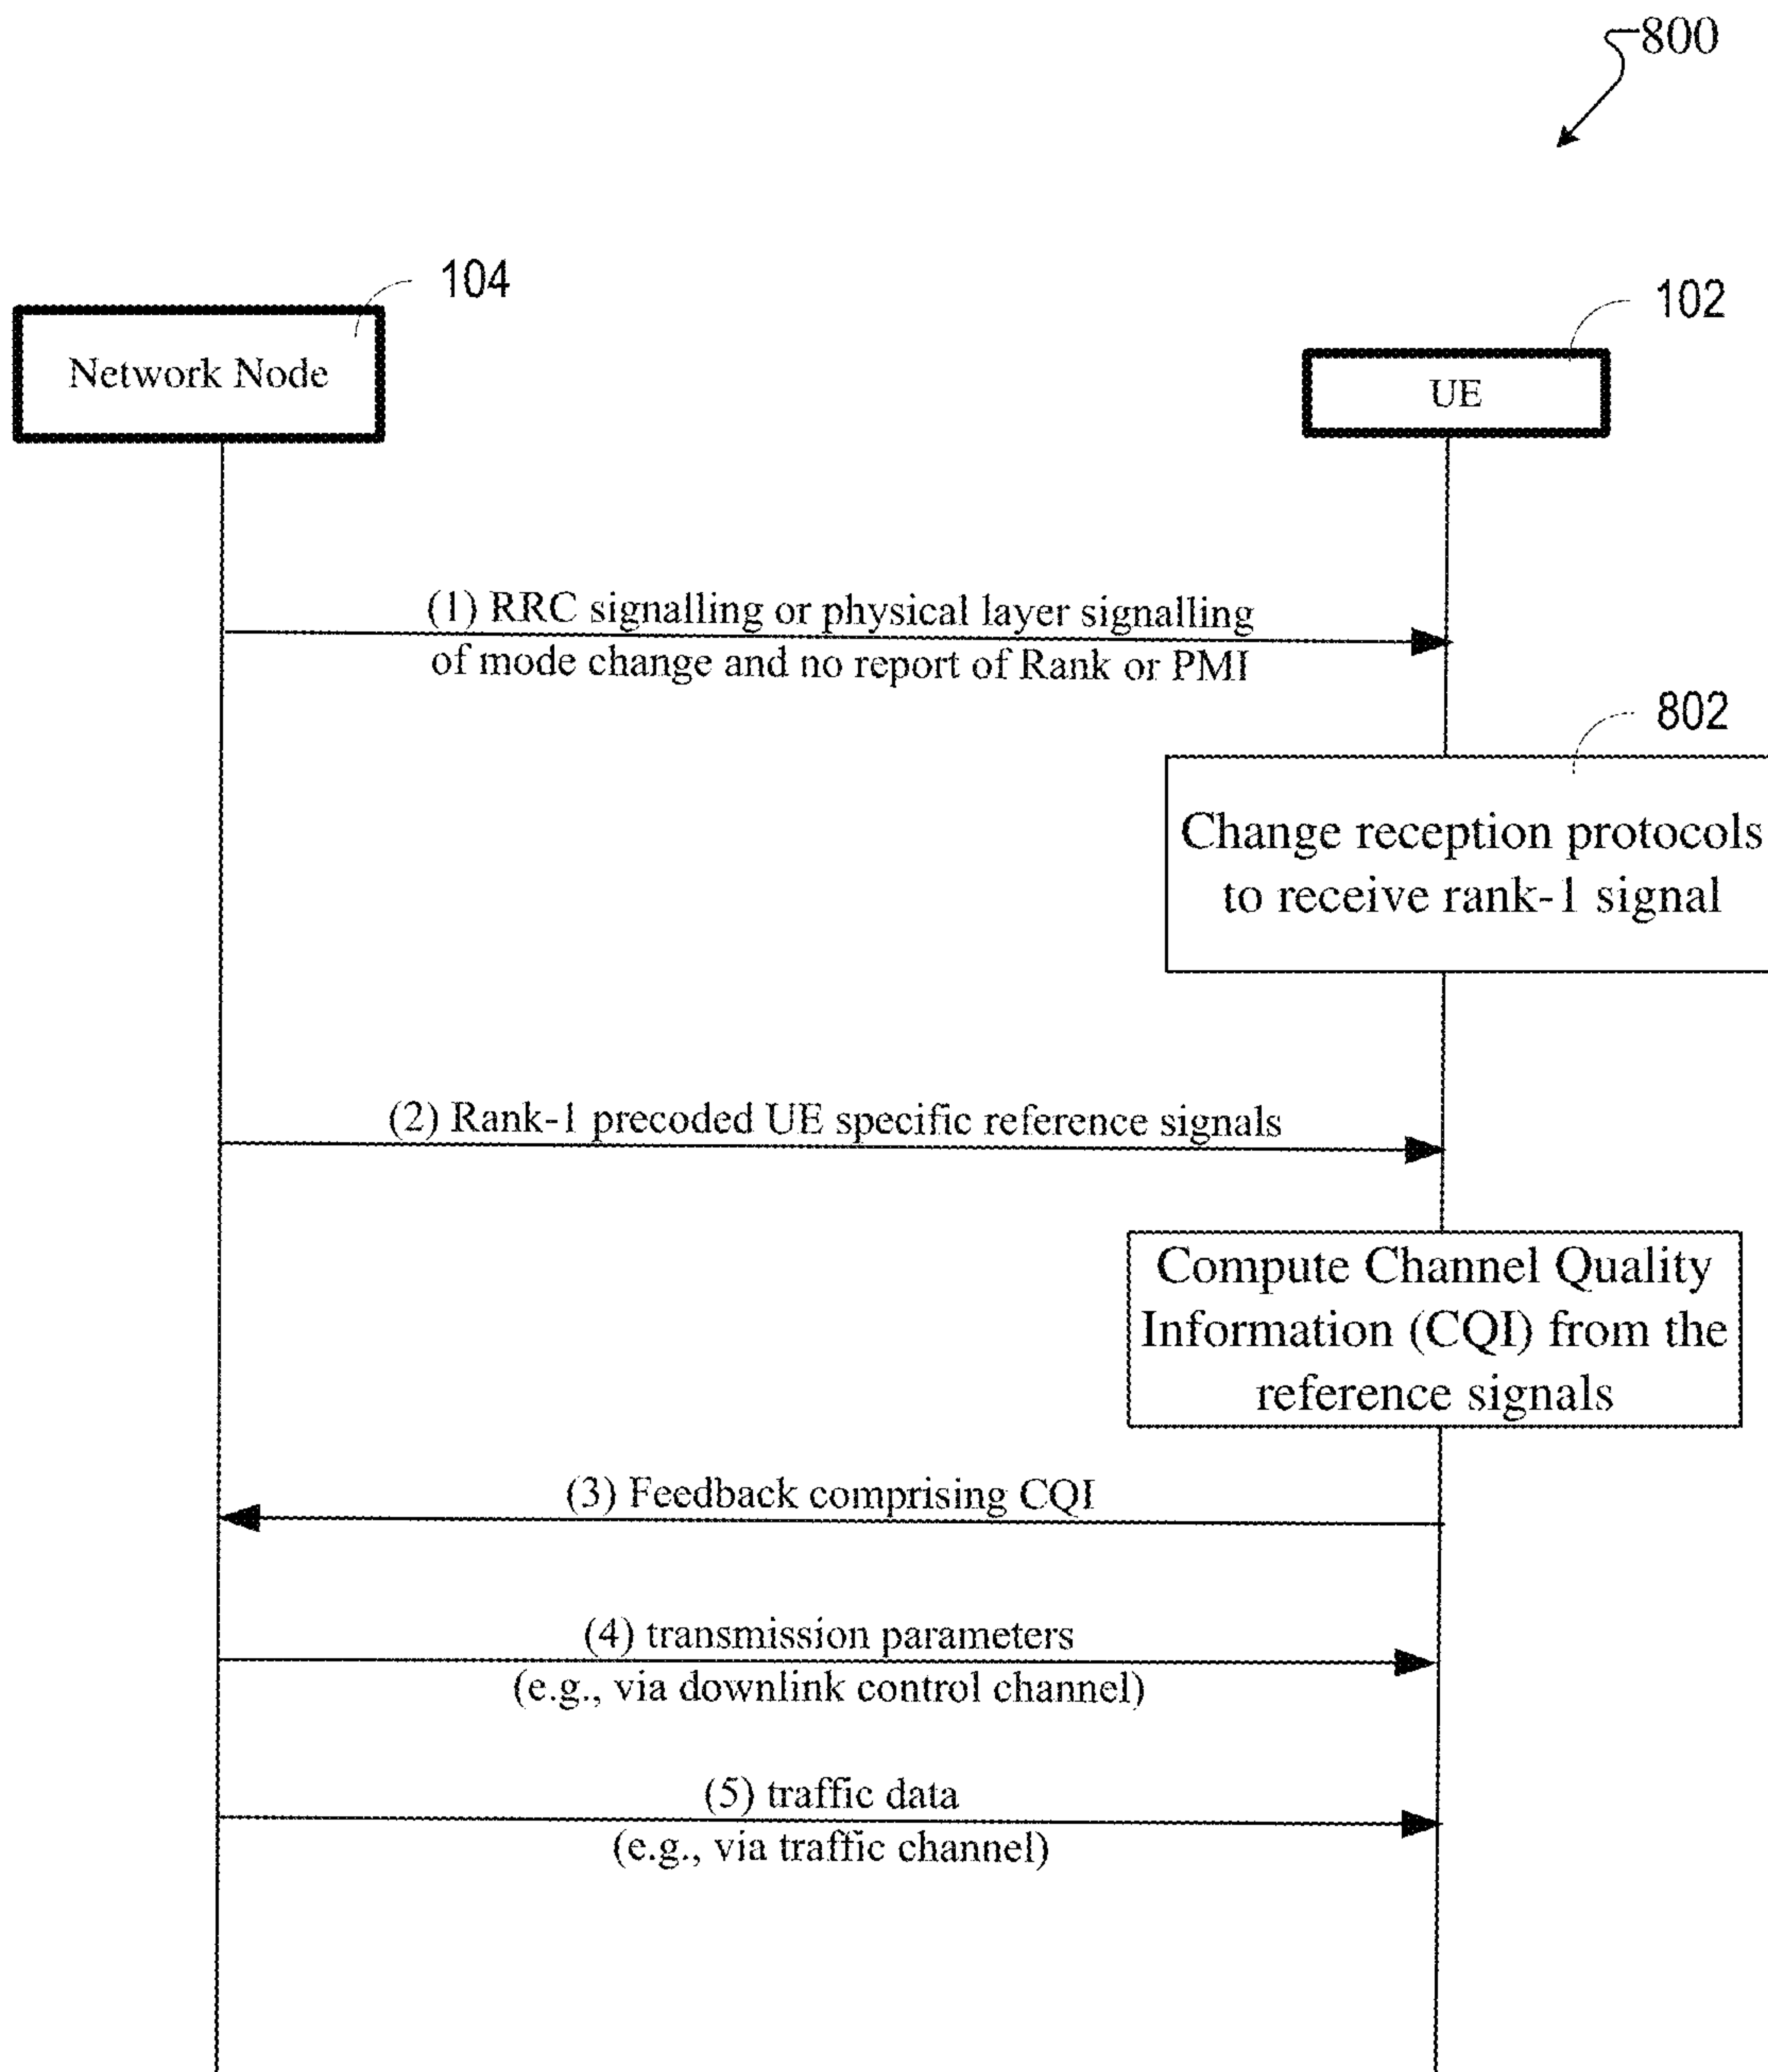 800
104
102
Network Node
UE
(1) RRC signalling or physical layer signalling
of mode change and no report of Rank or PMI
802
Change reception protocols
to receive rank-1 signal
(2) Rank-1 precoded UE specific reference signals
Compute Channel Quality
Information (CQI) from the
reference signals
(3) Feedback comprising CQI
(4) transmission parameters
(e.g., via downlink control channel)
(5) traffic data
(e.g., via traffic channel)